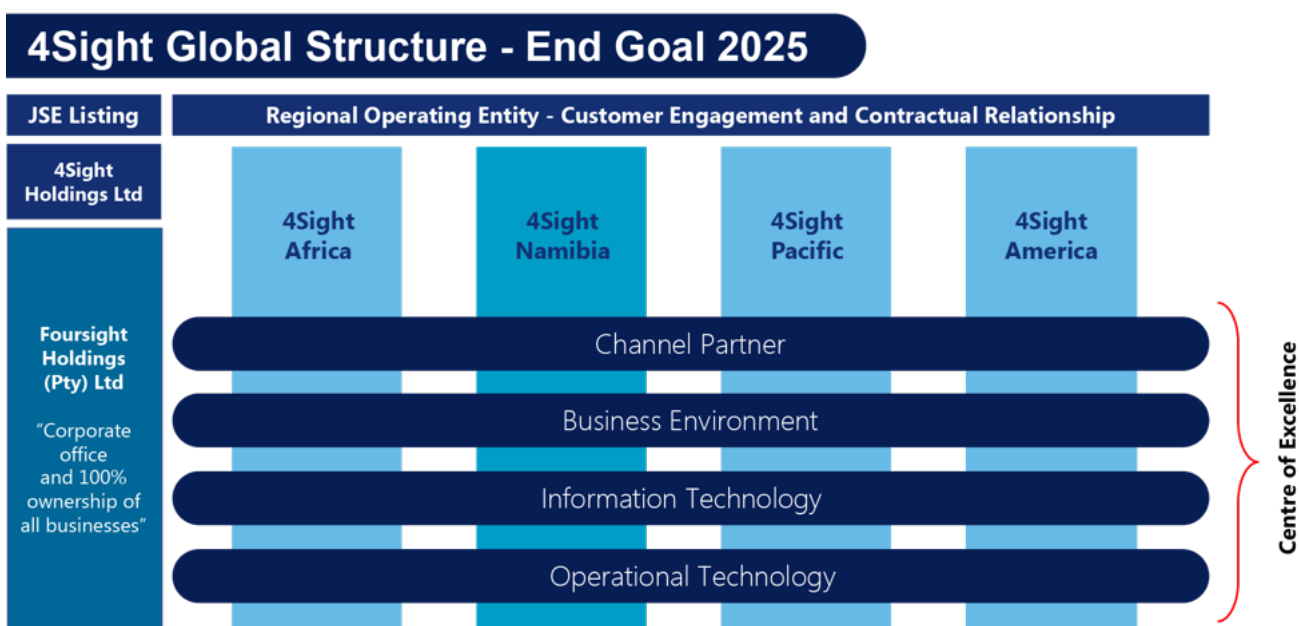 4Sight Global Structure - End Goal 2025
JSE Listing
Regional Operating Entity - Customer Engagement and Contractual Relationship
4Sight
Holdings Ltd
4Sight
Africa
4Sight
Namibia
4Sight
Pacific
4Sight
America
Foursight
Holdings
(Pty) Ltd
“Corporate
office
and 100%
ownership of
all businesses”
Channel Partner
Business Environment
Information Technology
Operational Technology
Centre of Excellence